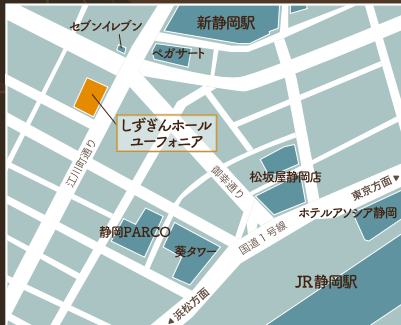 新静岡駅
セブンイレブン
ペガサート
しずぎんホール
ユーフォニア
江川町通り
御幸通り
松坂屋静岡店
東京方面▶
ホテルアソシア静岡
静岡PARCO
葵タワー
国道1号線
JR静岡駅
◀浜松方面